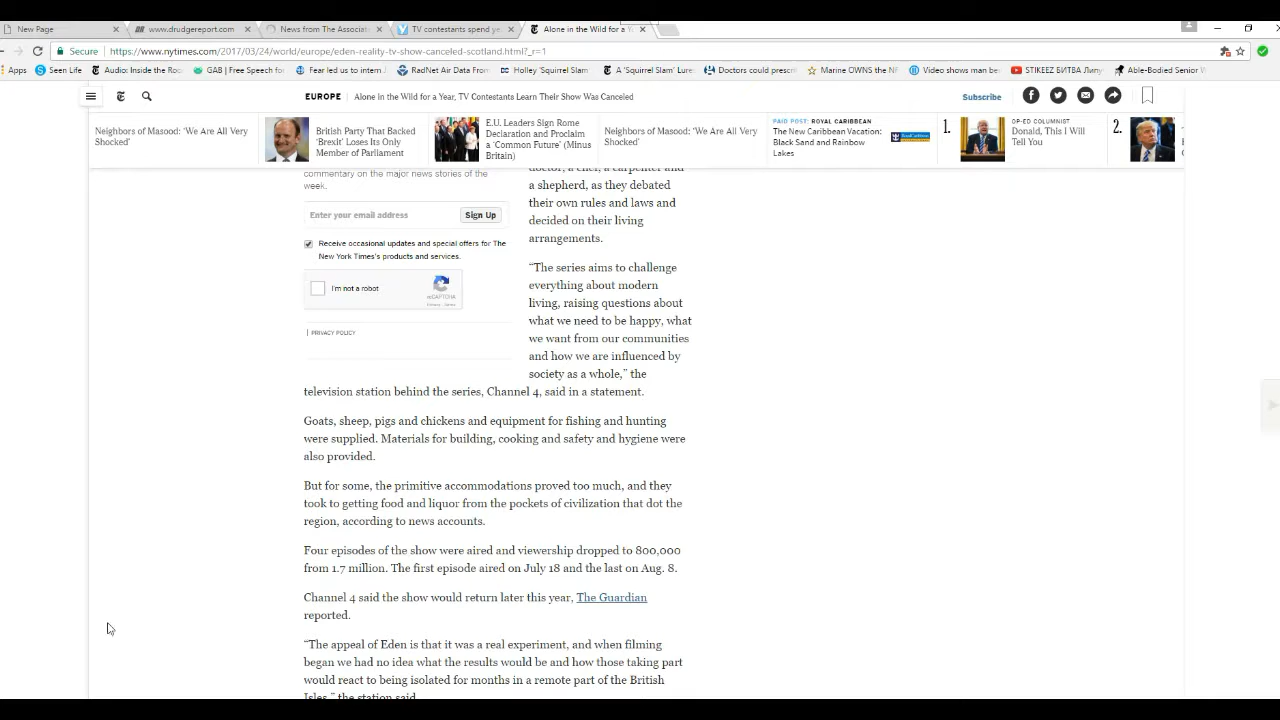 New Page
www.drudgereport.com
News from The Associat
TV contestants spend ye
Alone in the Wild for a Y
Secure
https://www.nytimes.com/2017/03/24/world/europe/eden-reality-tv-show-canceled-scotland.html?_r=1
Apps
Seen Life
Audio: Inside the Roo
GAB | Free Speech fo
Fear led us to intern J
RadNet Air Data From
Holley 'Squirrel Slam
A 'Squirrel Slam' Lure
Doctors could prescr
Marine OWNS the NF
Video shows man be
STIKEEZ БИТВА Липу
Able-Bodied Senior W
EUROPE
Alone in the Wild for a Year, TV Contestants Learn Their Show Was Canceled
Subscribe
Neighbors of Masood: ‘We Are All Very
Shocked’
British Party That Backed
‘Brexit’ Loses Its Only
Member of Parliament
E.U. Leaders Sign Rome
Declaration and Proclaim
a ‘Common Future’ (Minus
Britain)
Neighbors of Masood: ‘We Are All Very
Shocked’
PAID POST: ROYAL CARIBBEAN
The New Caribbean Vacation:
Black Sand and Rainbow
Lakes
1.
OP-ED COLUMNIST
Donald, This I Will
Tell You
2.
commentary on the major news stories of the
week.
Enter your email address
Sign Up
Receive occasional updates and special offers for The
New York Times's products and services.
I'm not a robot
reCAPTCHA
Privacy - Terms
PRIVACY POLICY
doctor, a chef, a carpenter and
a shepherd, as they debated
their own rules and laws and
decided on their living
arrangements.
“The series aims to challenge
everything about modern
living, raising questions about
what we need to be happy, what
we want from our communities
and how we are influenced by
society as a whole,” the
television station behind the series, Channel 4, said in a statement.
Goats, sheep, pigs and chickens and equipment for fishing and hunting
were supplied. Materials for building, cooking and safety and hygiene were
also provided.
But for some, the primitive accommodations proved too much, and they
took to getting food and liquor from the pockets of civilization that dot the
region, according to news accounts.
Four episodes of the show were aired and viewership dropped to 800,000
from 1.7 million. The first episode aired on July 18 and the last on Aug. 8.
Channel 4 said the show would return later this year, The Guardian
reported.
“The appeal of Eden is that it was a real experiment, and when filming
began we had no idea what the results would be and how those taking part
would react to being isolated for months in a remote part of the British
Isles,” the station said.